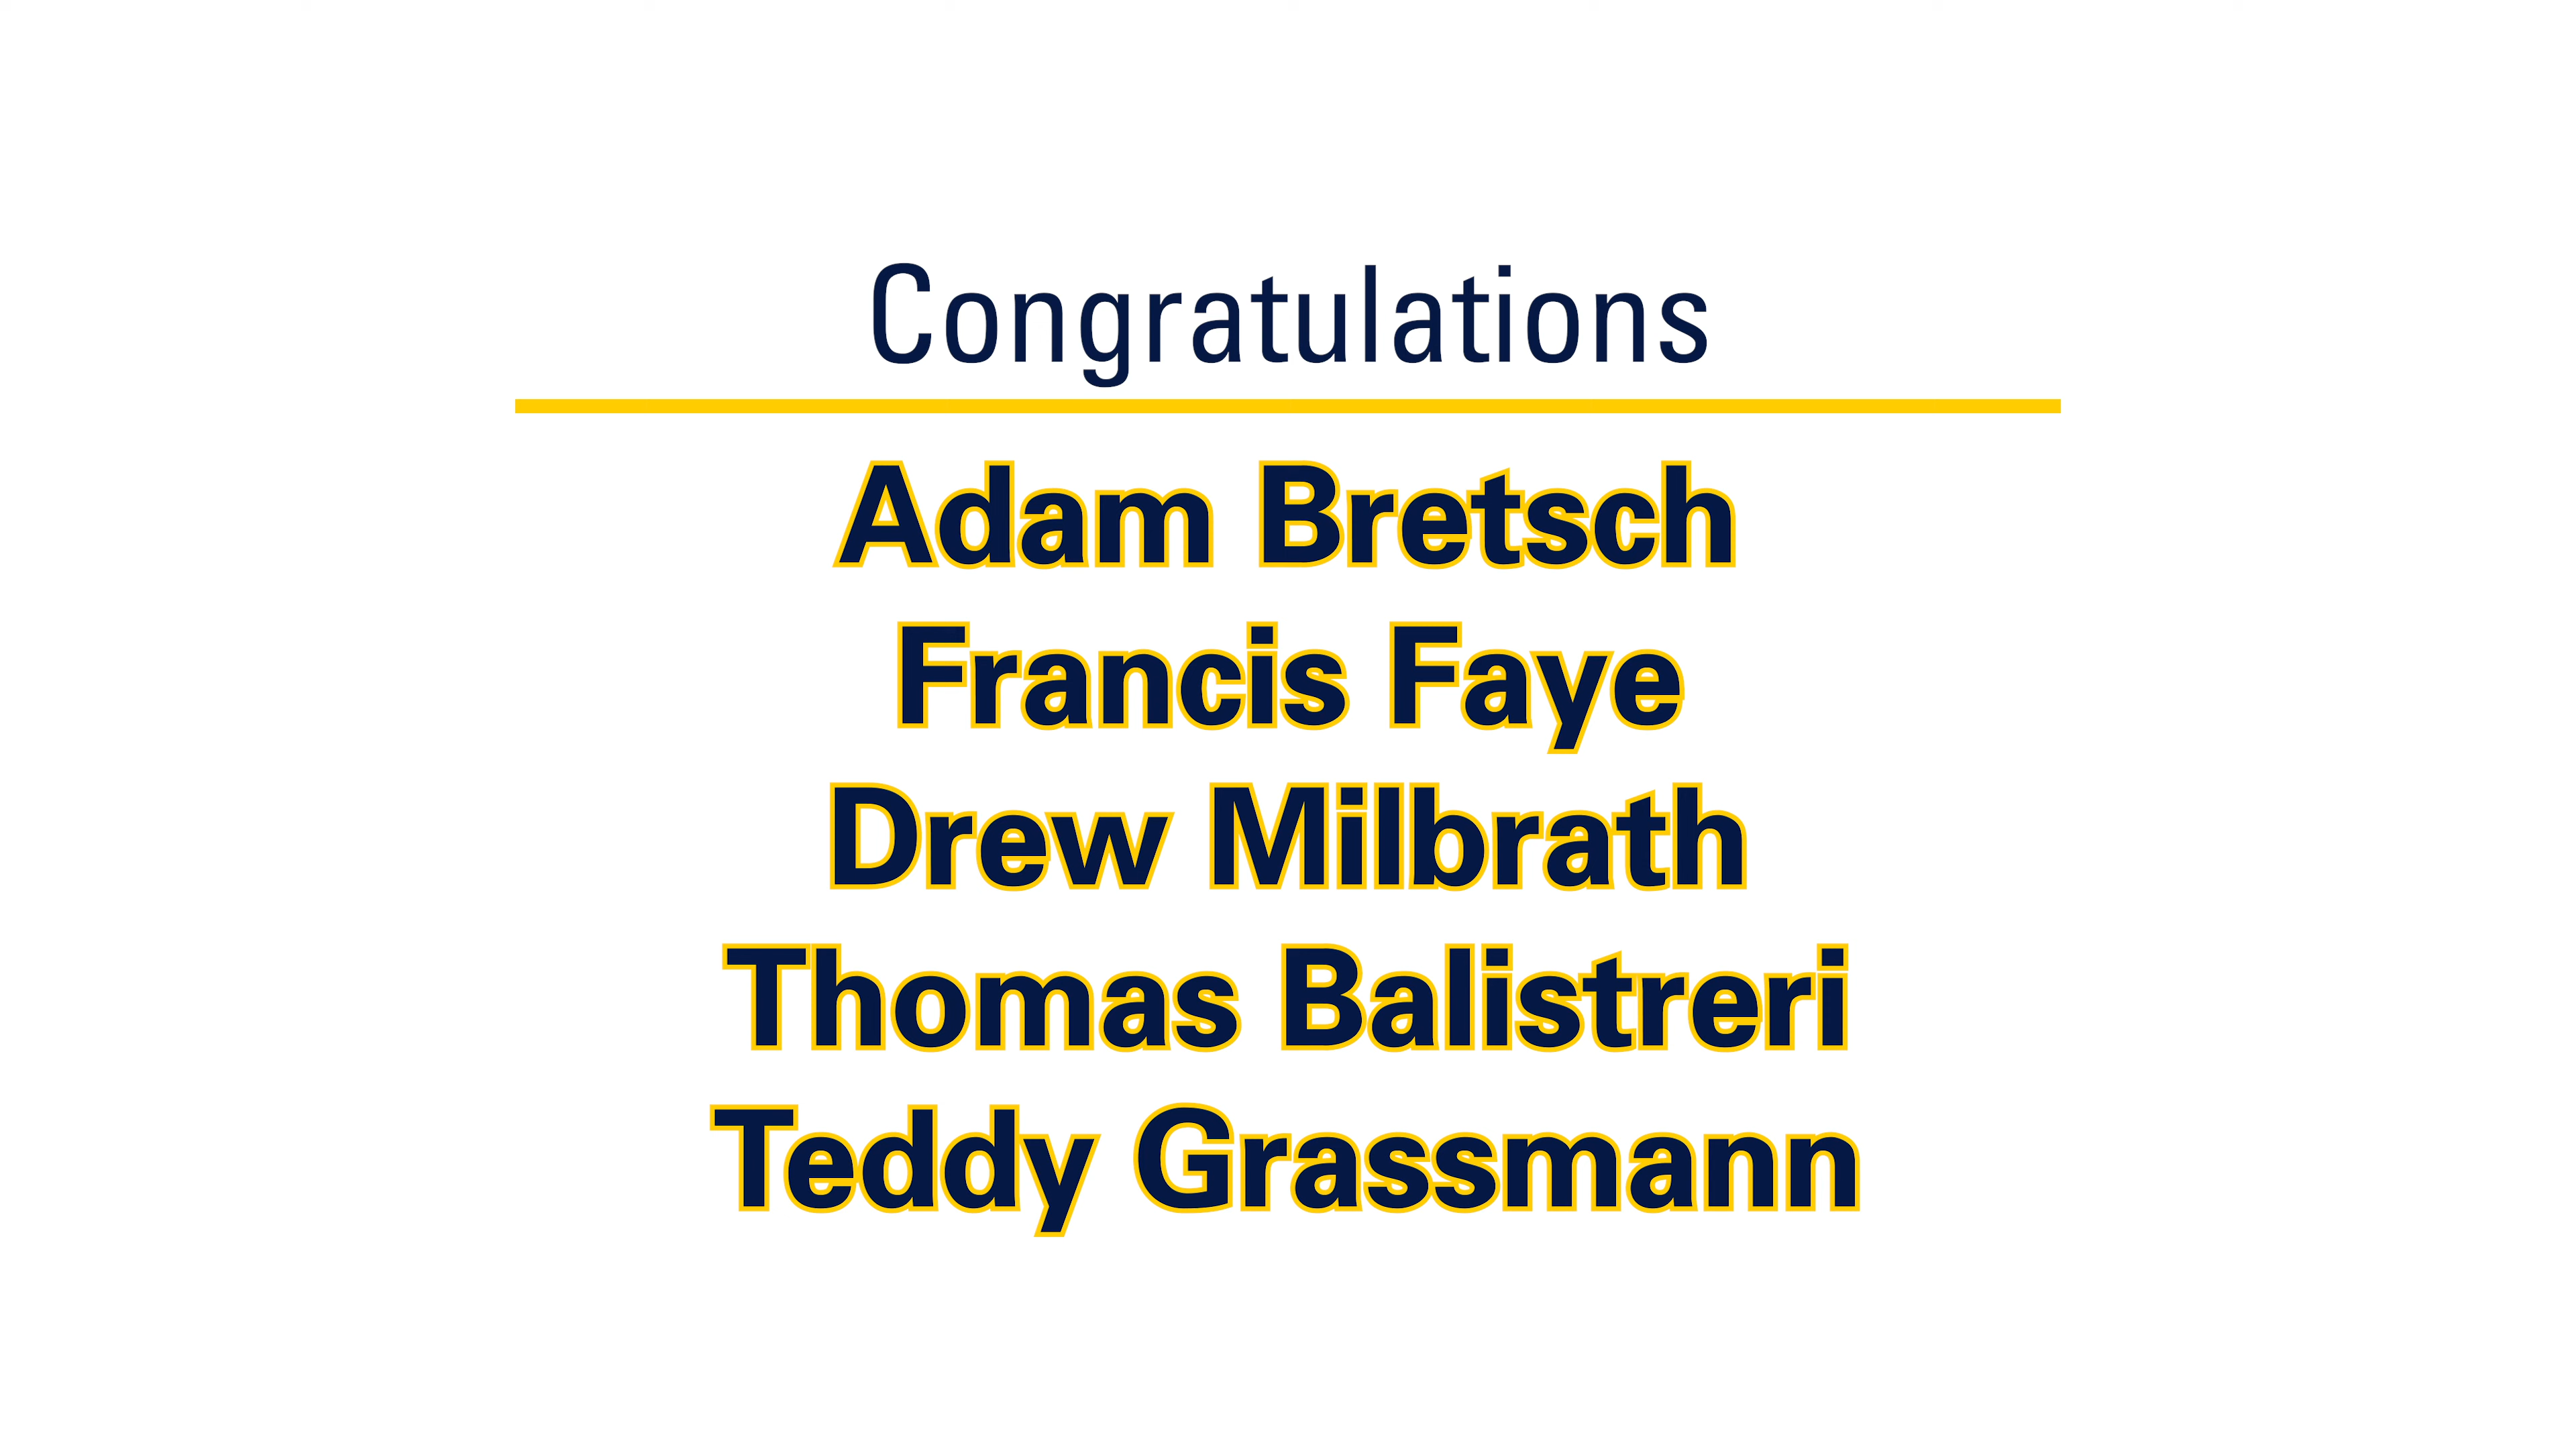 Congratulations
Adam Bretsch
Francis Faye
Drew Milbrath
Thomas Balistreri
Teddy Grassmann